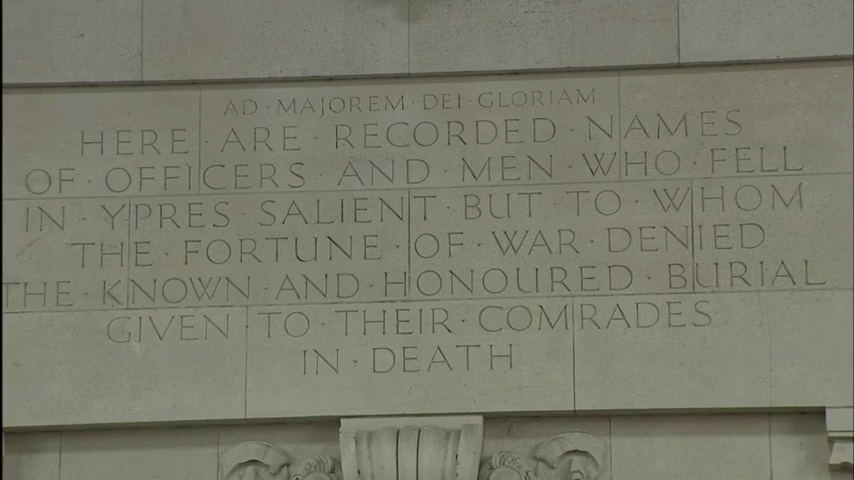 AD·MAJOREM·DEI·GLORIAM
HERE·ARE·RECORDED·NAMES
OF·OFFICERS·AND·MEN·WHO·FELL
IN·YPRES·SALIENT·BUT·TO·WHOM
THE·FORTUNE·OF·WAR·DENIED
THE·KNOWN·AND·HONOURED·BURIAL
GIVEN·TO·THEIR·COMRADES
IN·DEATH